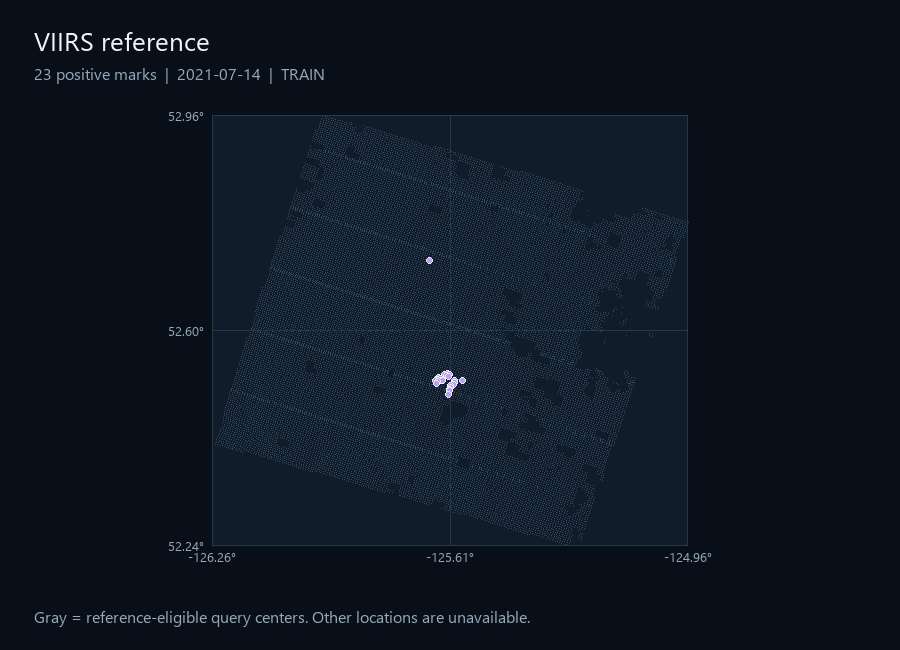 VIIRS reference
23 positive marks | 2021-07-14 | TRAIN
52.96°
52.60°
52.24°
-126.26° -125.61° -124.96°
Gray = reference-eligible query centers. Other locations are unavailable.